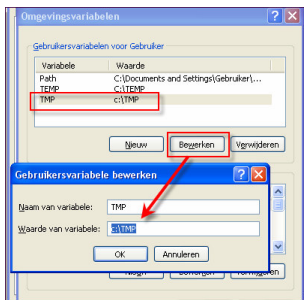 Omgevingsvariabelen
Gebruikersvariabelen voor Gebruiker
Variabele Waarde
Path C:\Documents and Settings\Gebruiker\...
TEMP C:\TEMP
TMP c:\TMP
Nieuw Bewerken Verwijderen
Gebruikersvariabele bewerken
Naam van variabele: TMP
Waarde van variabele: c:\TMP
OK Annuleren